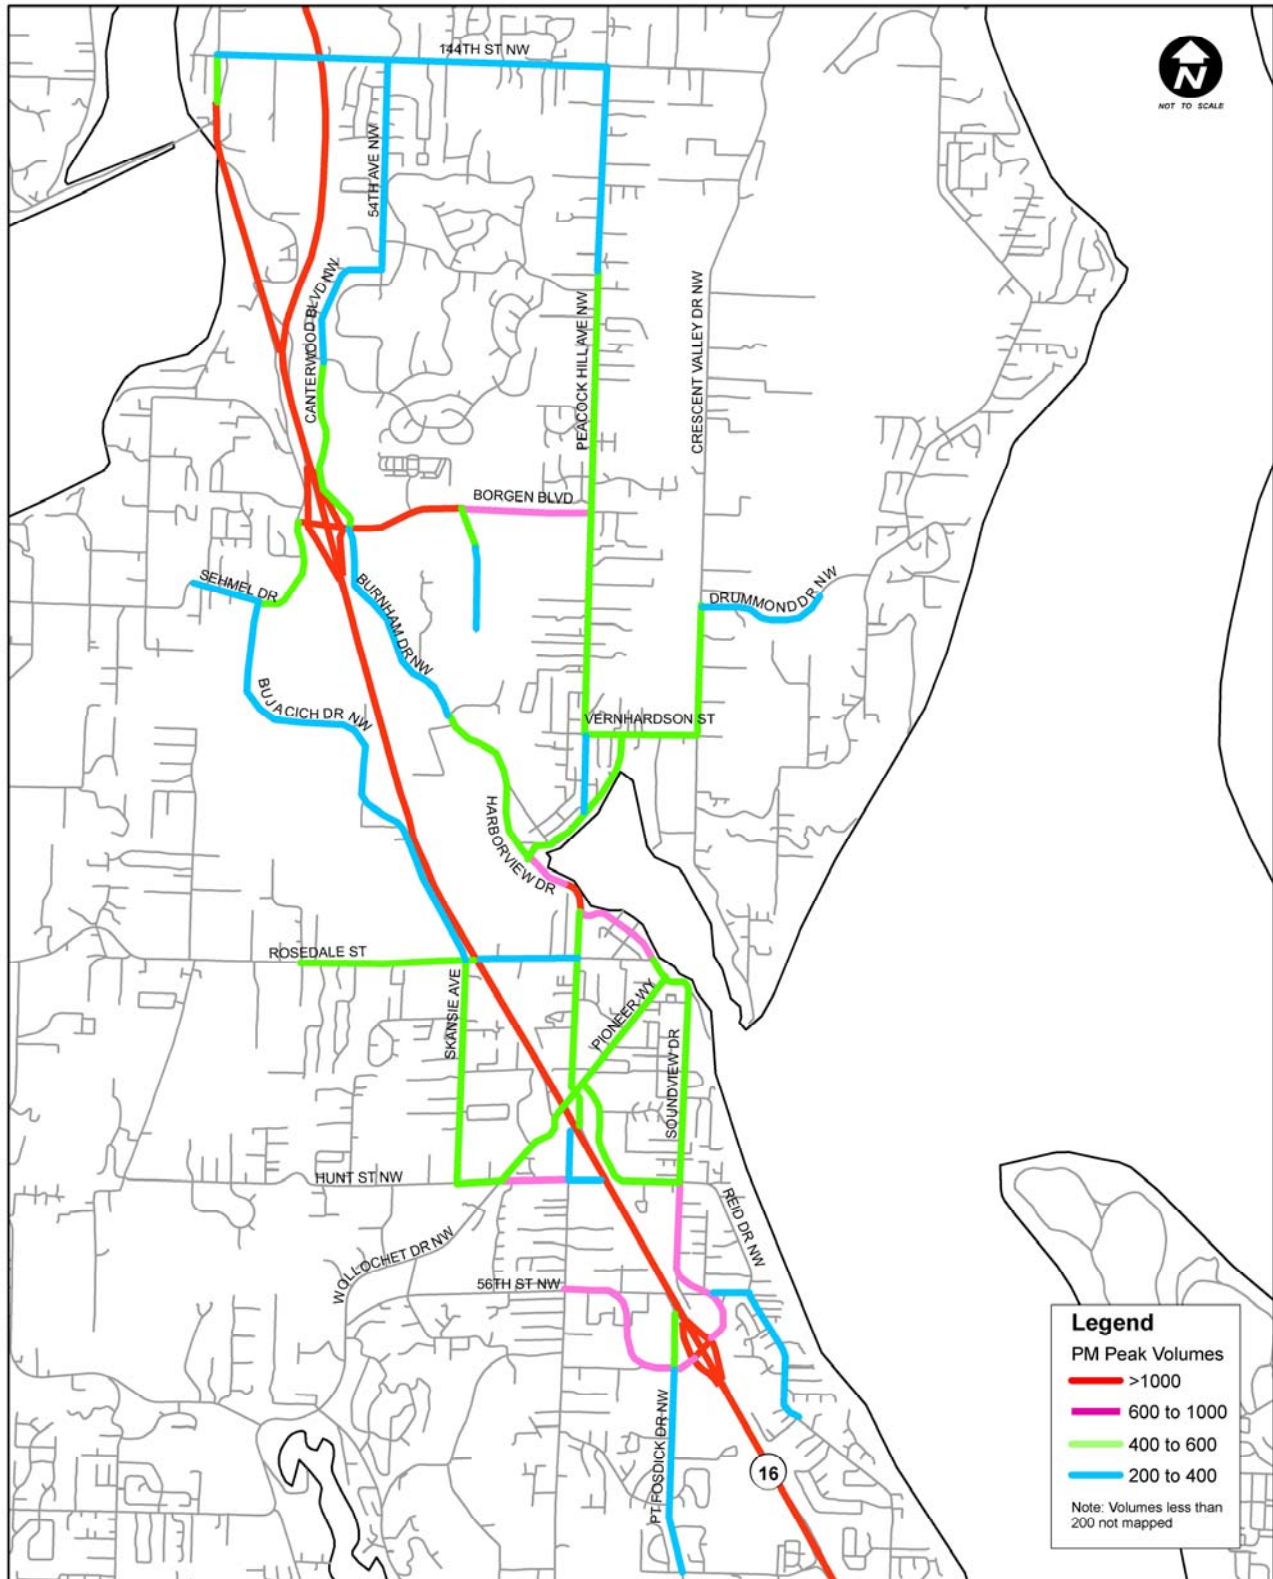 144TH ST NW
N
NOT TO SCALE
54TH AVE NW
CANTERWOOD BLVD NW
PEACOCK HILL AVE NW
CRESCENT VALLEY DR NW
BORGEN BLVD
SEHMEL DR
BURNHAM DR NW
DRUMMOND DR NW
BUJACICH DR NW
VERNHARDSON ST
HARBORVIEW DR
ROSEDALE ST
SKANSIE AVE
PIONEER WY
SOUNDVIEW DR
HUNT ST NW
REID DR NW
WOLLOCHET DR NW
56TH ST NW
PT FOSDICK DR NW
16
Legend
PM Peak Volumes
>1000
600 to 1000
400 to 600
200 to 400
Note: Volumes less than
200 not mapped